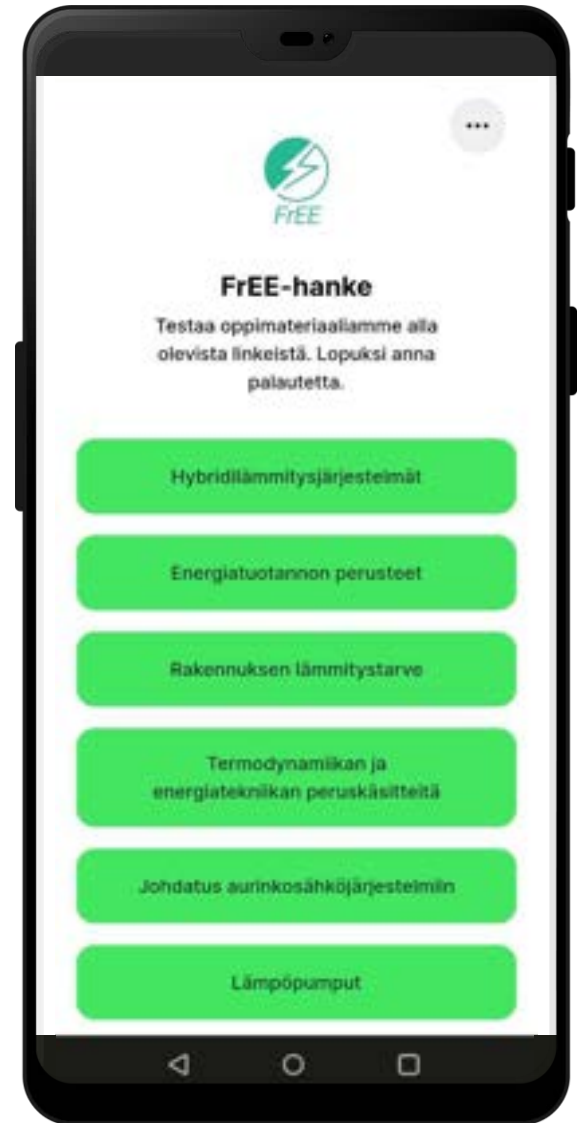 FrEE
FrEE-hanke
Testaa oppimateriaaliamme alla
olevista linkeistä. Lopuksi anna
palautetta.
Hybridilämmitysjärjestelmät
Energiatuotannon perusteet
Rakennuksen lämmitystarve
Termodynamiikan ja
energiatekniikan peruskäsitteitä
Johdatus aurinkosähköjärjestelmiin
Lämpöpumput